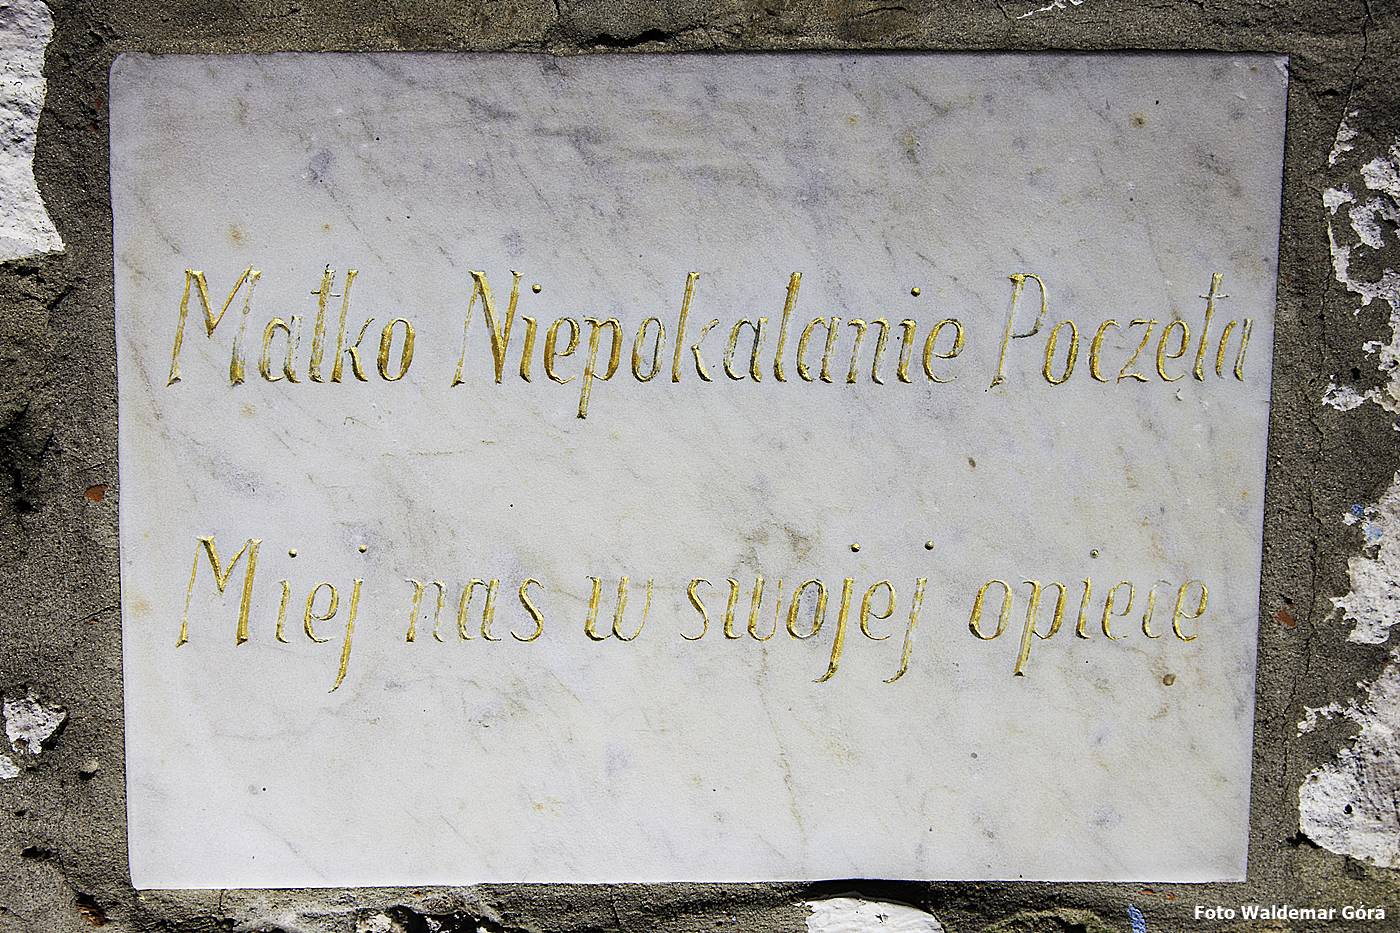 Matko Niepokalanie Poczęta
Miej nas w swojej opiece
Foto Waldemar Góra